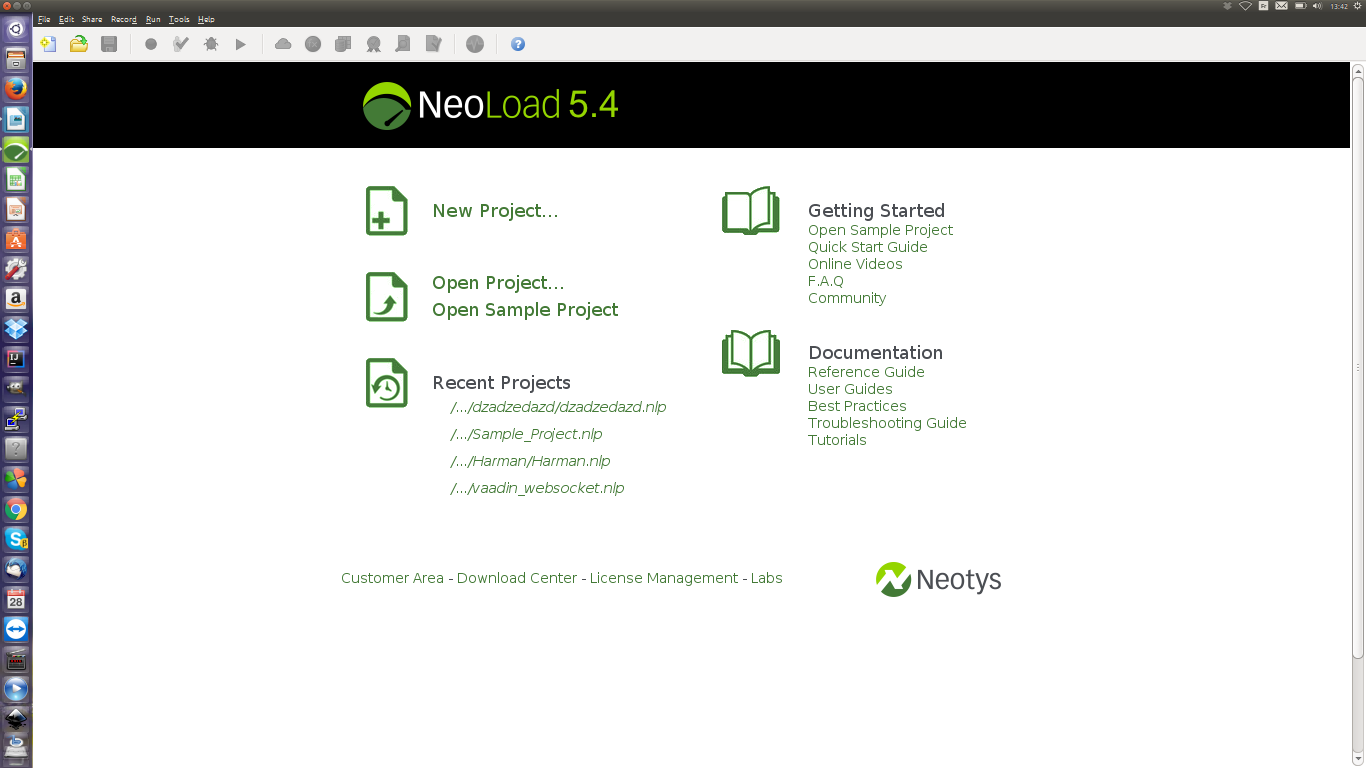 13:42
File Edit Share Record Run Tools Help
NeoLoad 5.4
New Project...
Open Project...
Open Sample Project
Recent Projects
/.../dzadzedazd/dzadzedazd.nlp
/.../Sample_Project.nlp
/.../Harman/Harman.nlp
/.../vaadin_websocket.nlp
Getting Started
Open Sample Project
Quick Start Guide
Online Videos
F.A.Q
Community
Documentation
Reference Guide
User Guides
Best Practices
Troubleshooting Guide
Tutorials
Customer Area - Download Center - License Management - Labs
Neotys
28